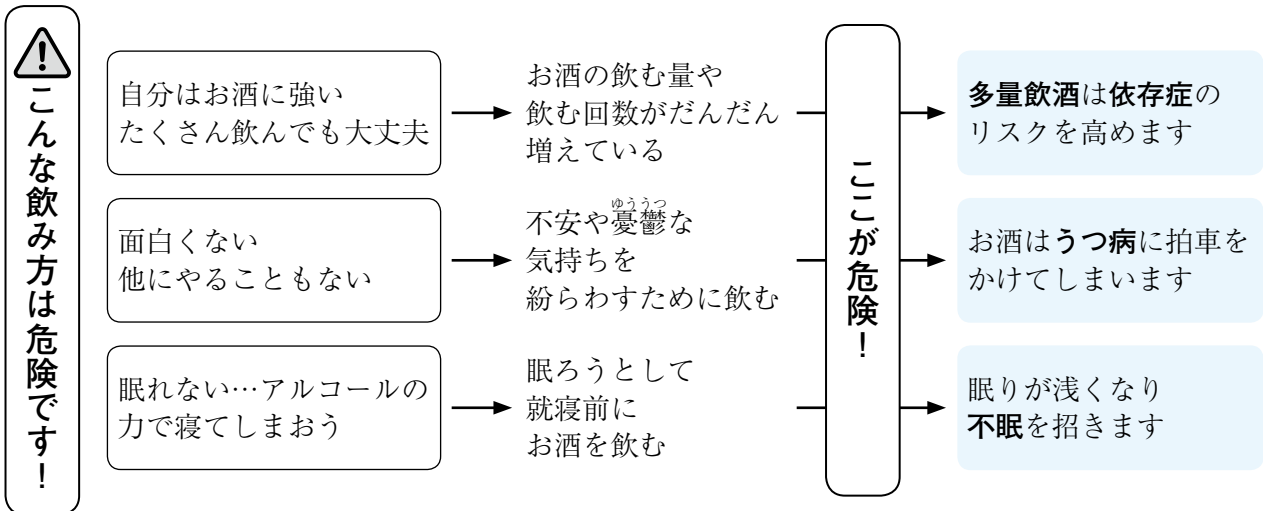 こんな飲み方は危険です！
自分はお酒に強い
たくさん飲んでも大丈夫
お酒の飲む量や
飲む回数がだんだん
増えている
ここが危険！
多量飲酒は依存症の
リスクを高めます
面白くない
他にやることもない
不安や憂鬱な
ゆううつ
気持ちを
紛らわすために飲む
お酒はうつ病に拍車を
かけてしまいます
眠れない…アルコールの
力で寝てしまおう
眠ろうとして
就寝前に
お酒を飲む
眠りが浅くなり
不眠を招きます